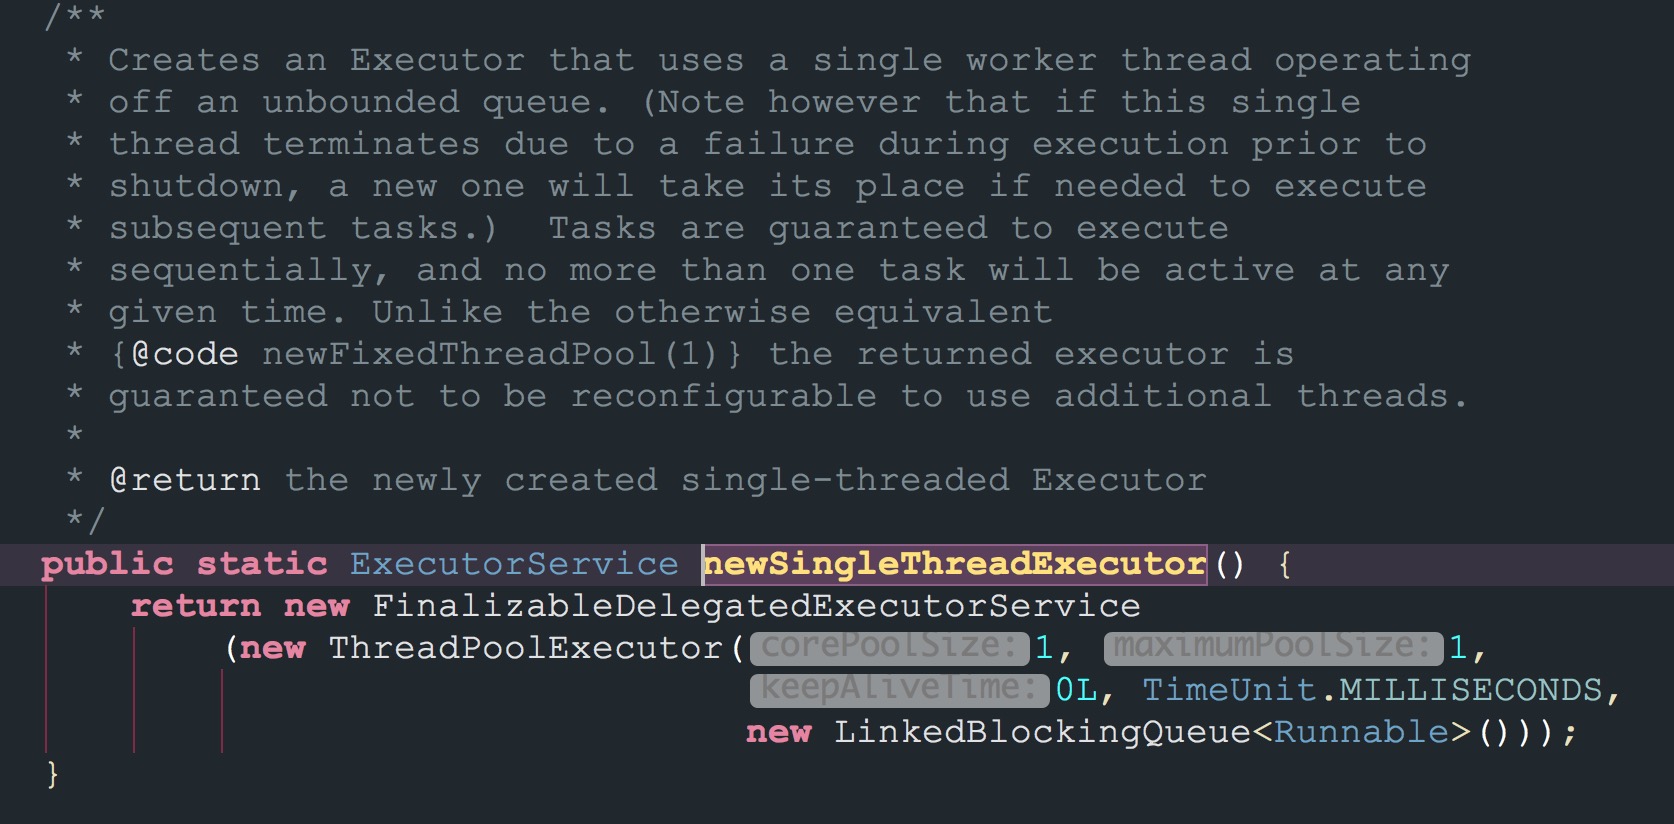 /**
* Creates an Executor that uses a single worker thread operating
* off an unbounded queue. (Note however that if this single
* thread terminates due to a failure during execution prior to
* shutdown, a new one will take its place if needed to execute
* subsequent tasks.)  Tasks are guaranteed to execute
* sequentially, and no more than one task will be active at any
* given time. Unlike the otherwise equivalent
* {@code newFixedThreadPool(1)} the returned executor is
* guaranteed not to be reconfigurable to use additional threads.
*
* @return the newly created single-threaded Executor
*/
public static ExecutorService newSingleThreadExecutor() {
return new FinalizableDelegatedExecutorService
(new ThreadPoolExecutor( corePoolSize: 1, maximumPoolSize: 1,
keepAliveTime: 0L, TimeUnit.MILLISECONDS,
new LinkedBlockingQueue<Runnable>()));
}